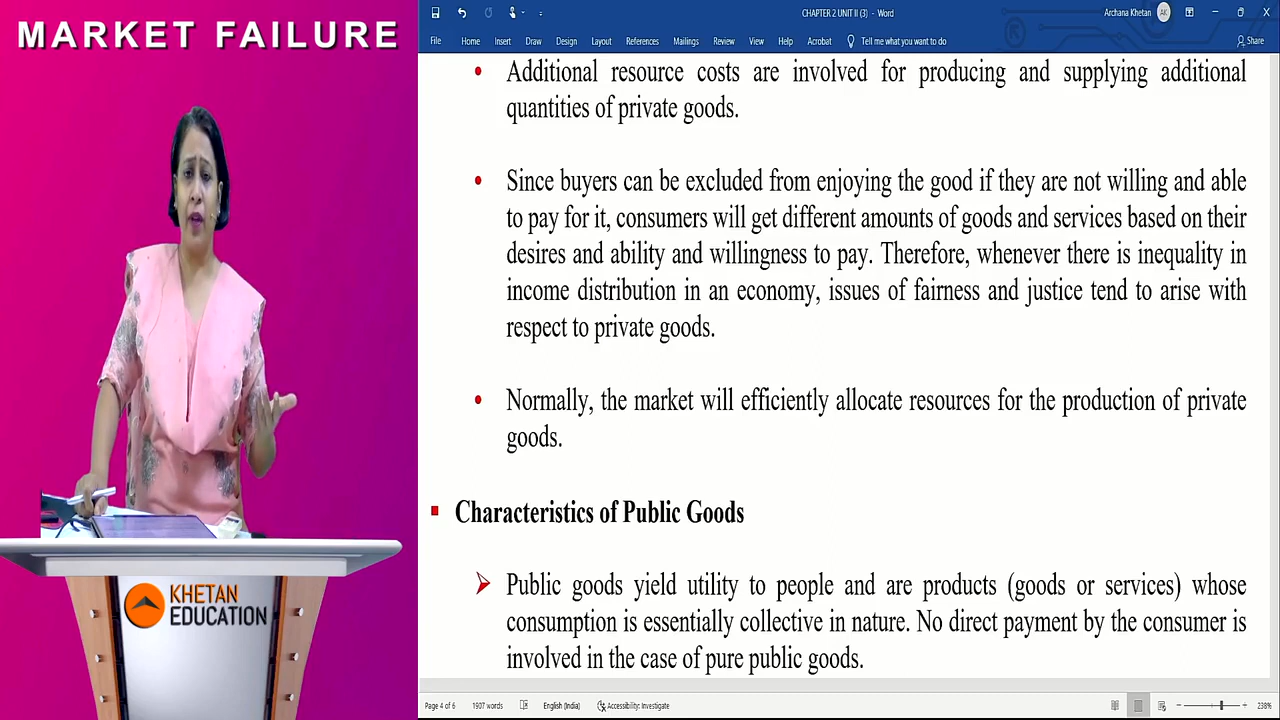 MARKET FAILURE
CHAPTER 2 UNIT II (3) - Word
Archana Khetan
AK
File Home Insert Draw Design Layout References Mailings Review View Help Acrobat Tell me what you want to do
Share
• Additional resource costs are involved for producing and supplying additional
quantities of private goods.
• Since buyers can be excluded from enjoying the good if they are not willing and able
to pay for it, consumers will get different amounts of goods and services based on their
desires and ability and willingness to pay. Therefore, whenever there is inequality in
income distribution in an economy, issues of fairness and justice tend to arise with
respect to private goods.
• Normally, the market will efficiently allocate resources for the production of private
goods.
▪ Characteristics of Public Goods
➢ Public goods yield utility to people and are products (goods or services) whose
consumption is essentially collective in nature. No direct payment by the consumer is
involved in the case of pure public goods.
KHETAN
EDUCATION
Page 4 of 6 1907 words English (India) Accessibility: Investigate
238%